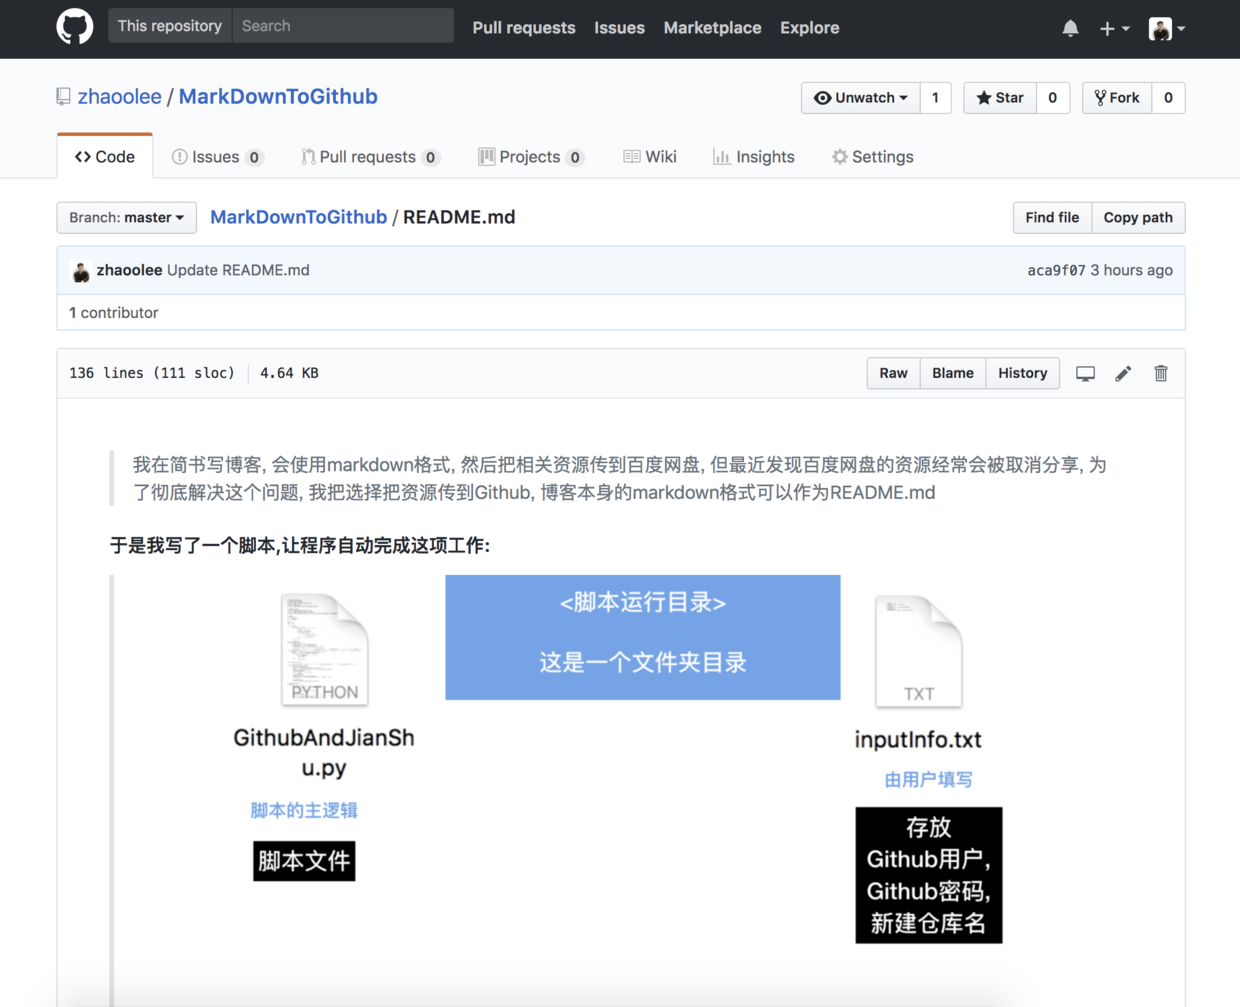 This repository Search Pull requests Issues Marketplace Explore
zhaoolee / MarkDownToGithub Unwatch 1 Star 0 Fork 0
Code Issues 0 Pull requests 0 Projects 0 Wiki Insights Settings
Branch: master MarkDownToGithub / README.md Find file Copy path
zhaoolee Update README.md aca9f07 3 hours ago
1 contributor
136 lines (111 sloc) 4.64 KB Raw Blame History
我在简书写博客, 会使用markdown格式, 然后把相关资源传到百度网盘, 但最近发现百度网盘的资源经常会被取消分享, 为
了彻底解决这个问题, 我把选择把资源传到Github, 博客本身的markdown格式可以作为README.md
于是我写了一个脚本,让程序自动完成这项工作:
PYTHON
GithubAndJianSh
u.py
脚本的主逻辑
脚本文件
<脚本运行目录>
这是一个文件夹目录
TXT
inputInfo.txt
由用户填写
存放
Github用户,
Github密码,
新建仓库名